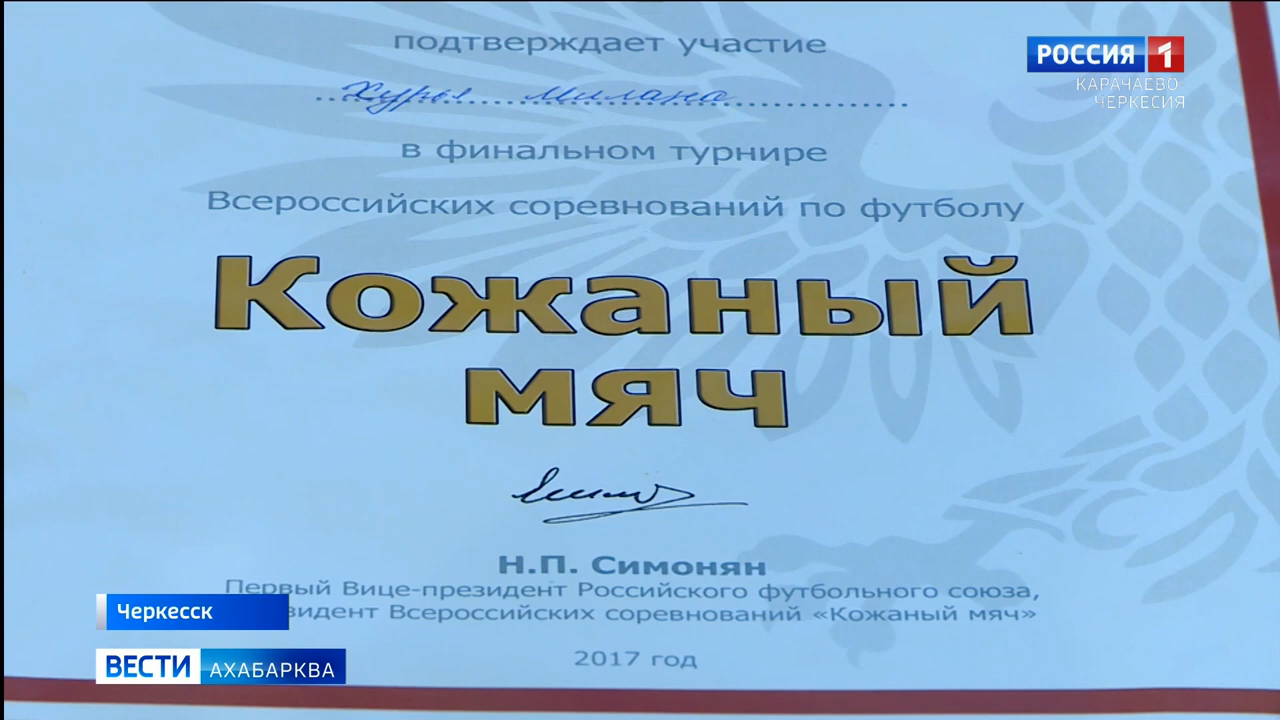 подтверждает участие
Милана
в финальном турнире
Всероссийских соревнований по футболу
Кожаный
мяч
Н.П. Симонян
Первый Вице-президент Российского футбольного союза,
зидент Всероссийских соревнований «Кожаный мяч»
2017 год
РОССИЯ 1
КАРАЧАЕВО
ЧЕРКЕСИЯ
Черкесск
ВЕСТИ АХАБАРКВА